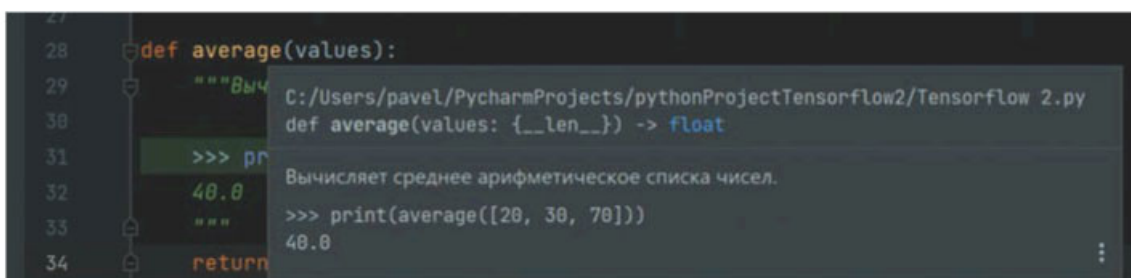 27
28 def average(values):
29 """Выч
30
31 >>> pr
32 40.0
33 """
34 return
C:/Users/pavel/PycharmProjects/pythonProjectTensorflow2/Tensorflow 2.py
def average(values: {__len__}) -> float
Вычисляет среднее арифметическое списка чисел.
>>> print(average([20, 30, 70]))
40.0